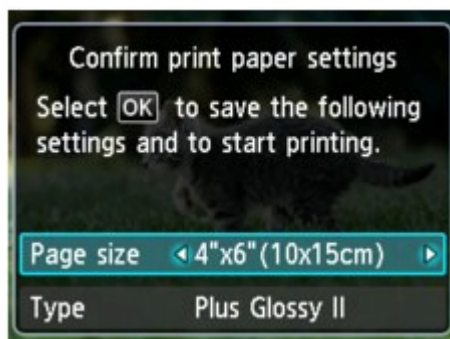 Confirm print paper settings
Select OK to save the following
settings and to start printing.
Page size 4"x6"(10x15cm)
Type Plus Glossy II